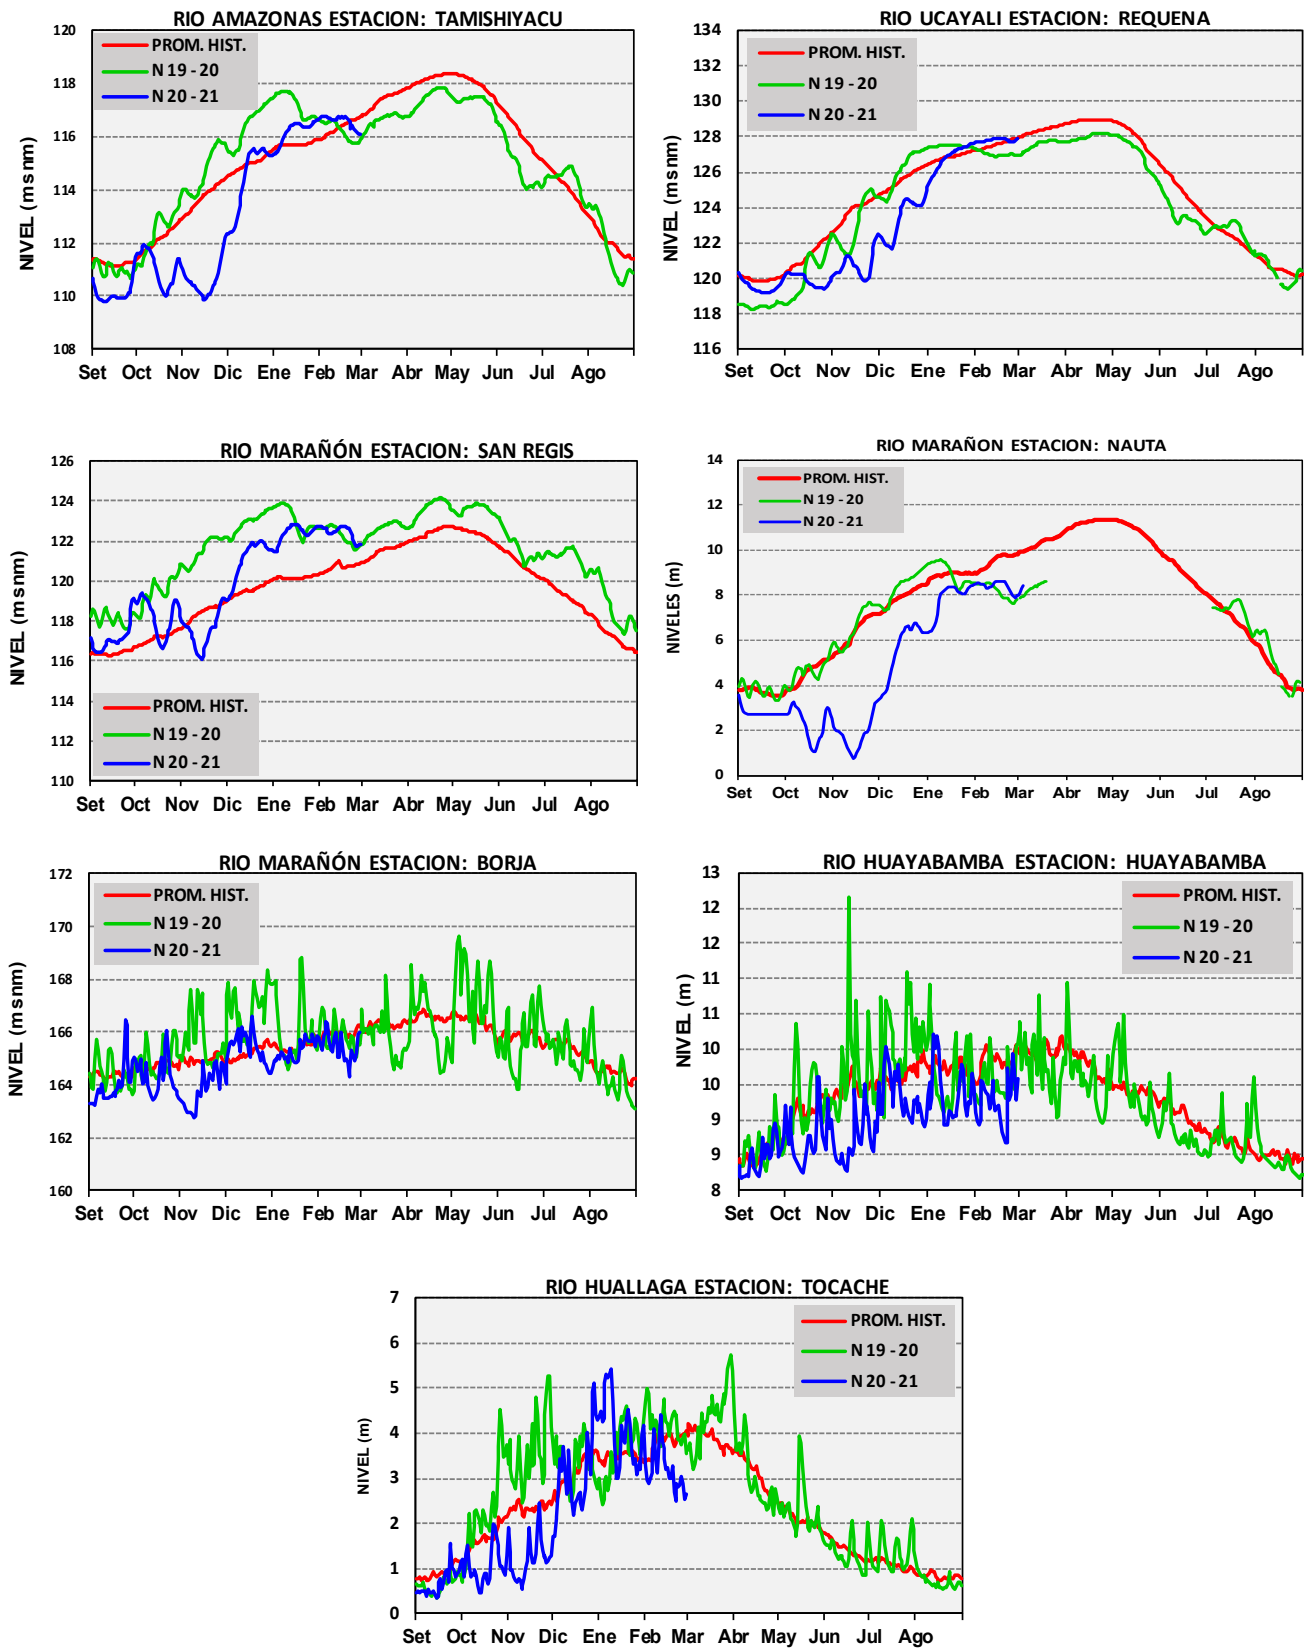 RIO AMAZONAS ESTACION: TAMISHIYACU
120
118
116
114
112
110
108
NIVEL (msnm)
PROM. HIST.
N 19 - 20
N 20 - 21
Set Oct Nov Dic Ene Feb Mar Abr May Jun Jul Ago
RIO UCAYALI ESTACION: REQUENA
134
132
130
128
126
124
122
120
118
116
NIVEL (msnm)
PROM. HIST.
N 19 - 20
N 20 - 21
Set Oct Nov Dic Ene Feb Mar Abr May Jun Jul Ago
RIO MARAÑÓN ESTACION: SAN REGIS
126
124
122
120
118
116
114
112
110
NIVEL (msnm)
PROM. HIST.
N 19 - 20
N 20 - 21
Set Oct Nov Dic Ene Feb Mar Abr May Jun Jul Ago
RIO MARAÑON ESTACION: NAUTA
14
12
10
8
6
4
2
0
NIVELES (m)
PROM. HIST.
N 19 - 20
N 20 - 21
Set Oct Nov Dic Ene Feb Mar Abr May Jun Jul Ago
RIO MARAÑÓN ESTACION: BORJA
172
170
168
166
164
162
160
NIVEL (msnm)
PROM. HIST.
N 19 - 20
N 20 - 21
Set Oct Nov Dic Ene Feb Mar Abr May Jun Jul Ago
RIO HUAYABAMBA ESTACION: HUAYABAMBA
13
12
12
11
11
10
10
9
9
8
NIVEL (m)
PROM. HIST.
N 19 - 20
N 20 - 21
Set Oct Nov Dic Ene Feb Mar Abr May Jun Jul Ago
RIO HUALLAGA ESTACION: TOCACHE
7
6
5
4
3
2
1
0
NIVEL (m)
PROM. HIST.
N 19 - 20
N 20 - 21
Set Oct Nov Dic Ene Feb Mar Abr May Jun Jul Ago